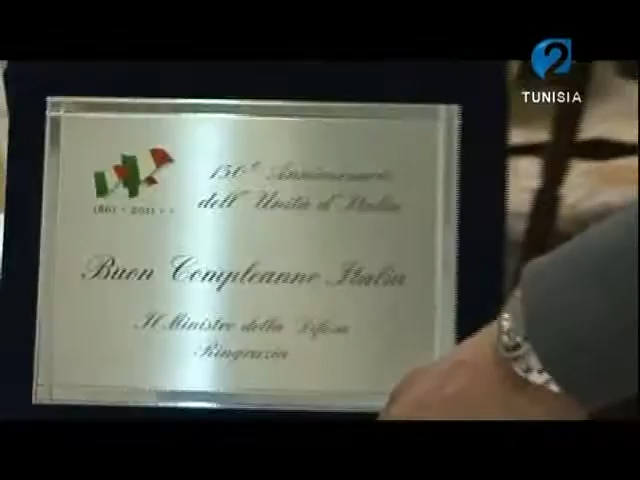 2
TUNISIA
150° Anniversario
dell' Unità d'Italia
1861 - 2011
Buon Compleanno Italia
Il Ministro della Difesa
Ringrazia